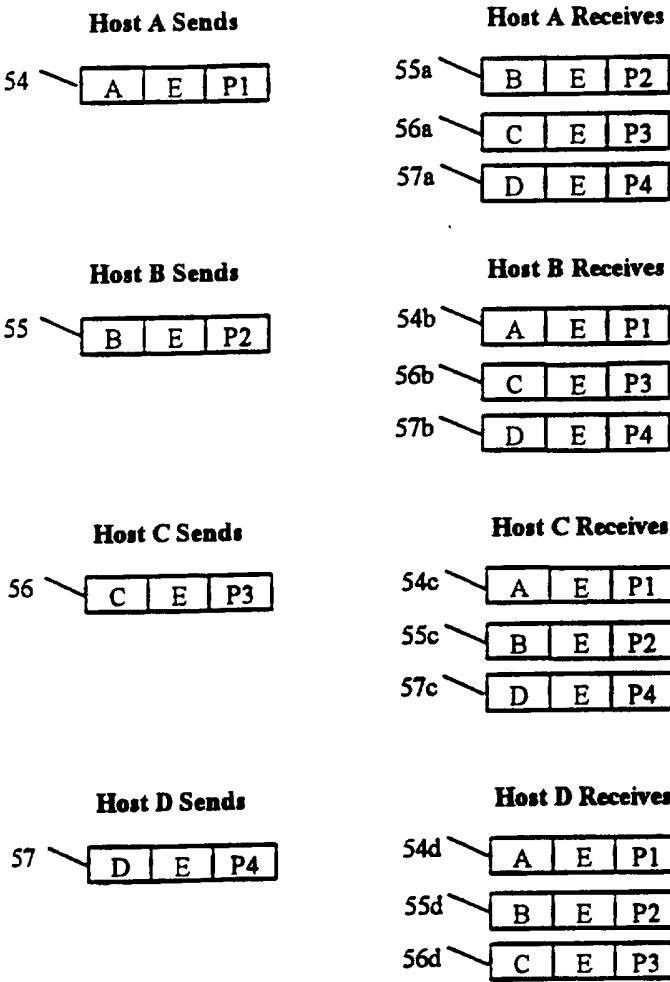 Host A Sends
54 A E P1
Host A Receives
55a B E P2
56a C E P3
57a D E P4
Host B Sends
55 B E P2
Host B Receives
54b A E P1
56b C E P3
57b D E P4
Host C Sends
56 C E P3
Host C Receives
54c A E P1
55c B E P2
57c D E P4
Host D Sends
57 D E P4
Host D Receives
54d A E P1
55d B E P2
56d C E P3